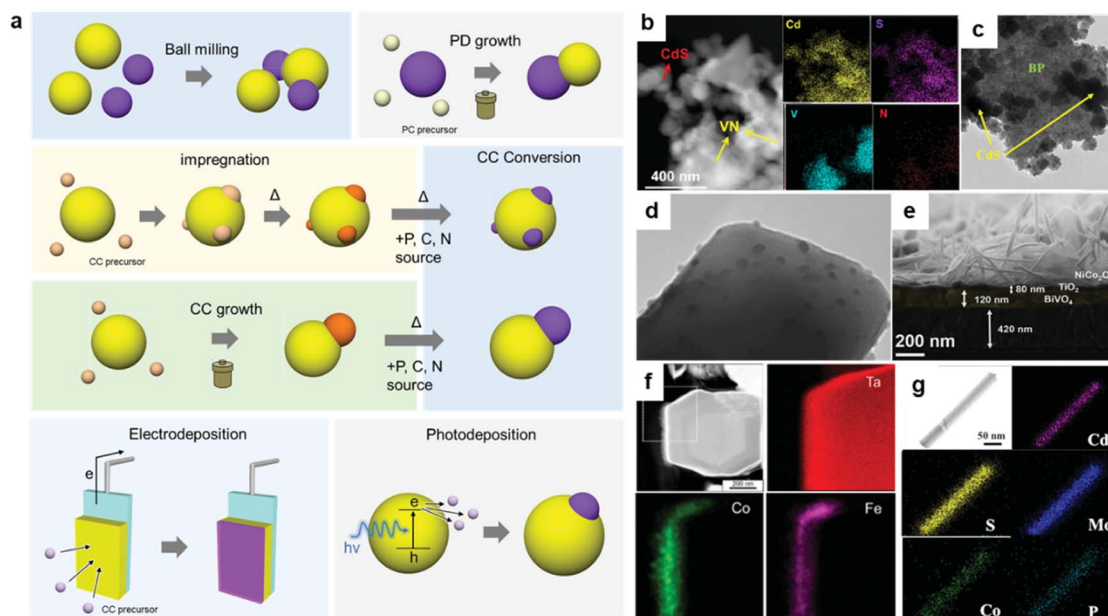 a
Ball milling
PD growth
PC precursor
impregnation
CC Conversion
Δ
Δ
+P, C, N
source
CC precursor
CC growth
Δ
+P, C, N
source
Electrodeposition
Photodeposition
e
e
hv
h
CC precursor
b
CdS
VN
400 nm
Cd
S
V
N
c
BP
CdS
d
e
NiCo₂O
TiO₂
80 nm
120 nm
BiVO₄
420 nm
200 nm
f
200 nm
Ta
Co
Fe
g
50 nm
Cd
S
Mo
Co
P